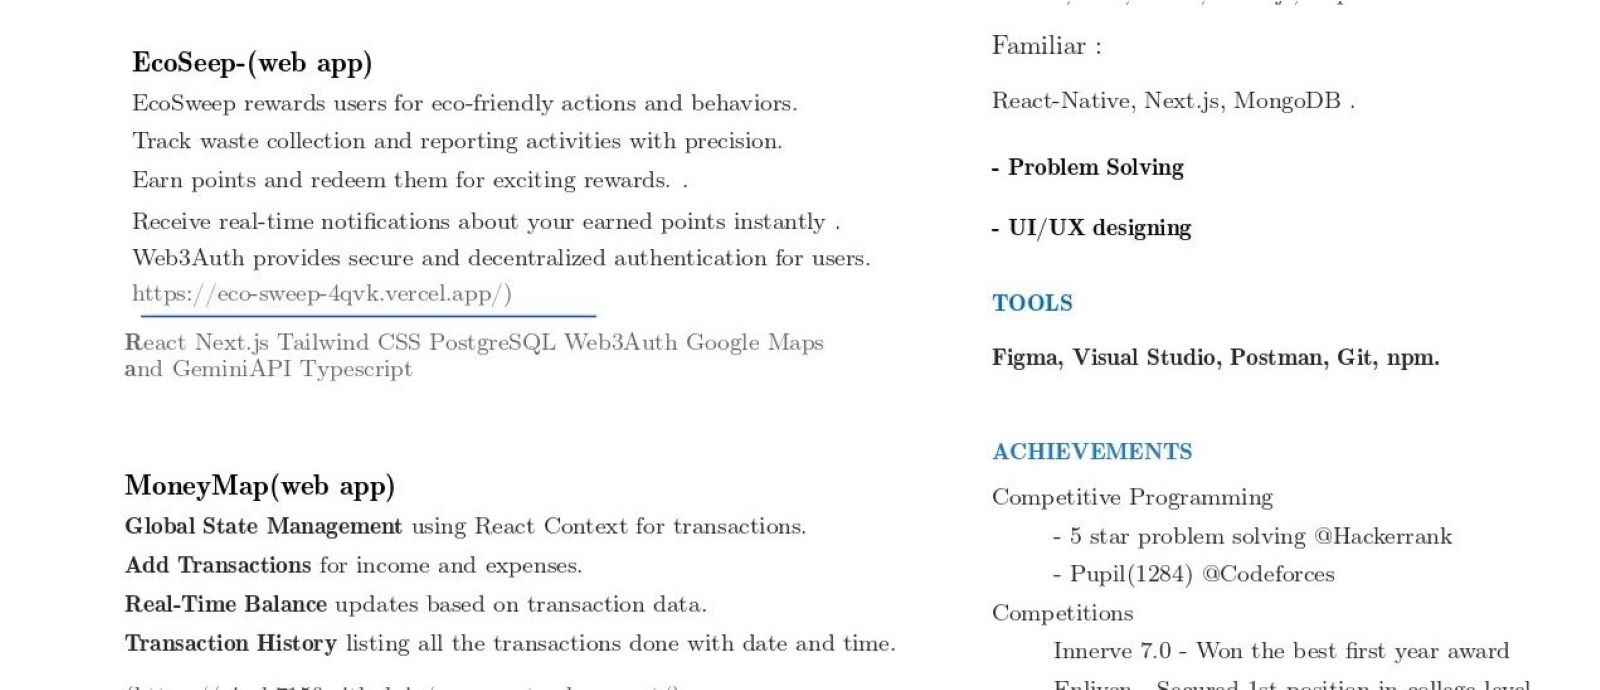 EcoSeep-(web app)
EcoSweep rewards users for eco-friendly actions and behaviors.
Track waste collection and reporting activities with precision.
Earn points and redeem them for exciting rewards. .
Receive real-time notifications about your earned points instantly .
Web3Auth provides secure and decentralized authentication for users.
https://eco-sweep-4qvk.vercel.app/)
React Next.js Tailwind CSS PostgreSQL Web3Auth Google Maps
and GeminiAPI Typescript
MoneyMap(web app)
Global State Management using React Context for transactions.
Add Transactions for income and expenses.
Real-Time Balance updates based on transaction data.
Transaction History listing all the transactions done with date and time.
Familiar :
React-Native, Next.js, MongoDB .
- Problem Solving
- UI/UX designing
TOOLS
Figma, Visual Studio, Postman, Git, npm.
ACHIEVEMENTS
Competitive Programming
- 5 star problem solving @Hackerrank
- Pupil(1284) @Codeforces
Competitions
Innerve 7.0 - Won the best first year award
Enliven - Secured 1st position in college level